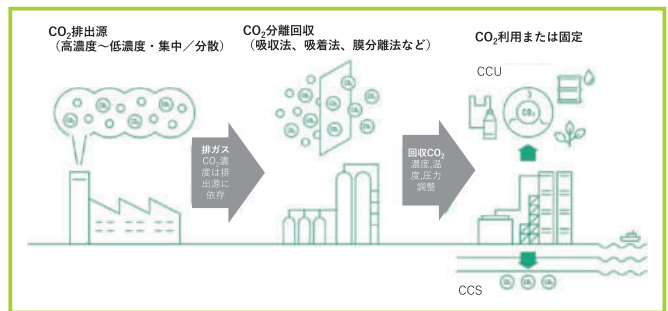 CO₂排出源
（高濃度～低濃度・集中／分散）
CO₂分離回収
（吸収法、吸着法、膜分離法など）
CO₂利用または固定
CCU
CO₂
排ガス
CO₂濃
度は排
出源に
依存
回収CO₂
濃度,温
度,圧力
調整
CCS